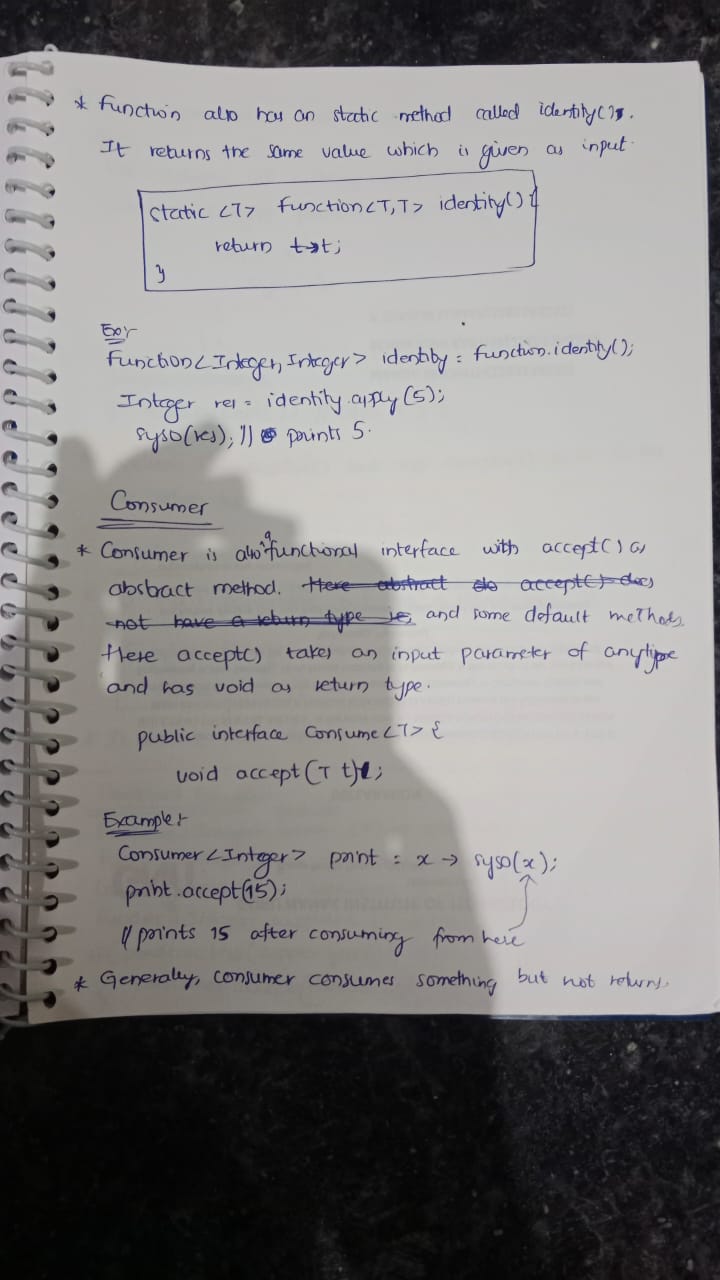 * Function also has an static method called identity().
It returns the same value which is given as input.
static <T> Function<T,T> identity() {
return t→t;
}
Ex:-
Function<Integer, Integer> identity = Function.identity();
Integer res = identity.apply(5);
syso(res); // prints 5.
Consumer
* Consumer is also a functional interface with accept() as
abstract method. Here abstract do accept() does
not have a return type ie, and some default methods.
Here accept() takes an input parameter of anytype
and has void as return type.
public interface Consume<T> {
void accept(T t);
Example:-
Consumer<Integer> print = x → syso(x);
print.accept(15);
// prints 15 after consuming from here
* Generally, consumer consumes something but not returns.